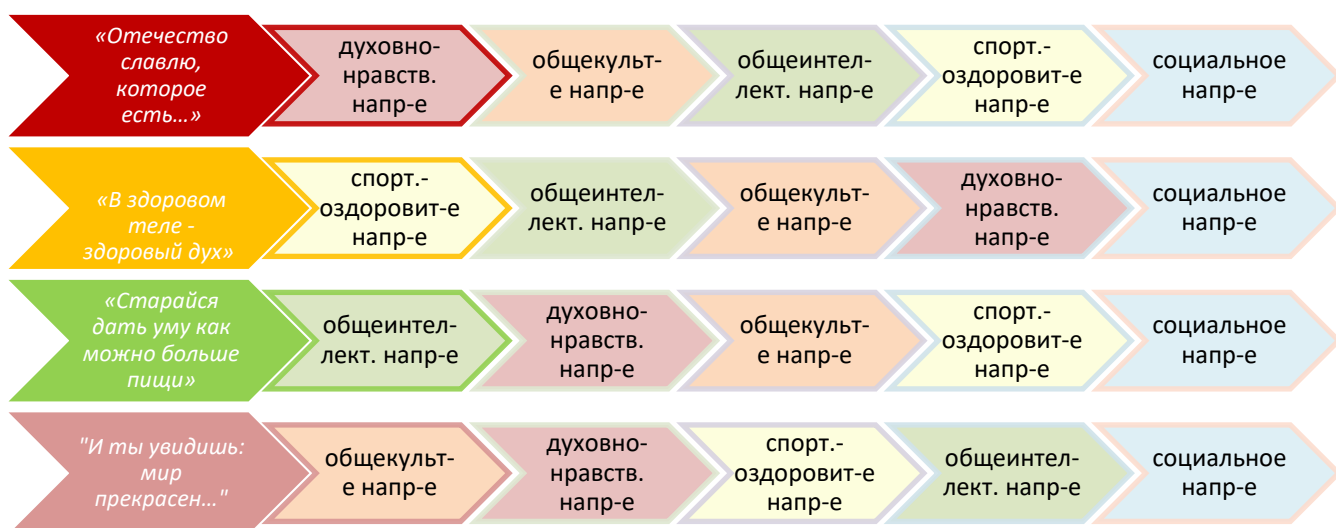 «Отечество
славлю,
которое
есть…»
духовно-
нравств.
напр-е
общекульт-
е напр-е
общеинтел-
лект. напр-е
спорт.-
оздоровит-е
напр-е
социальное
напр-е
«В здоровом
теле -
здоровый дух»
спорт.-
оздоровит-е
напр-е
общеинтел-
лект. напр-е
общекульт-
е напр-е
духовно-
нравств.
напр-е
социальное
напр-е
«Старайся
дать уму как
можно больше
пищи»
общеинтел-
лект. напр-е
духовно-
нравств.
напр-е
общекульт-
е напр-е
спорт.-
оздоровит-е
напр-е
социальное
напр-е
"И ты увидишь:
мир
прекрасен…"
общекульт-
е напр-е
духовно-
нравств.
напр-е
спорт.-
оздоровит-е
напр-е
общеинтел-
лект. напр-е
социальное
напр-е